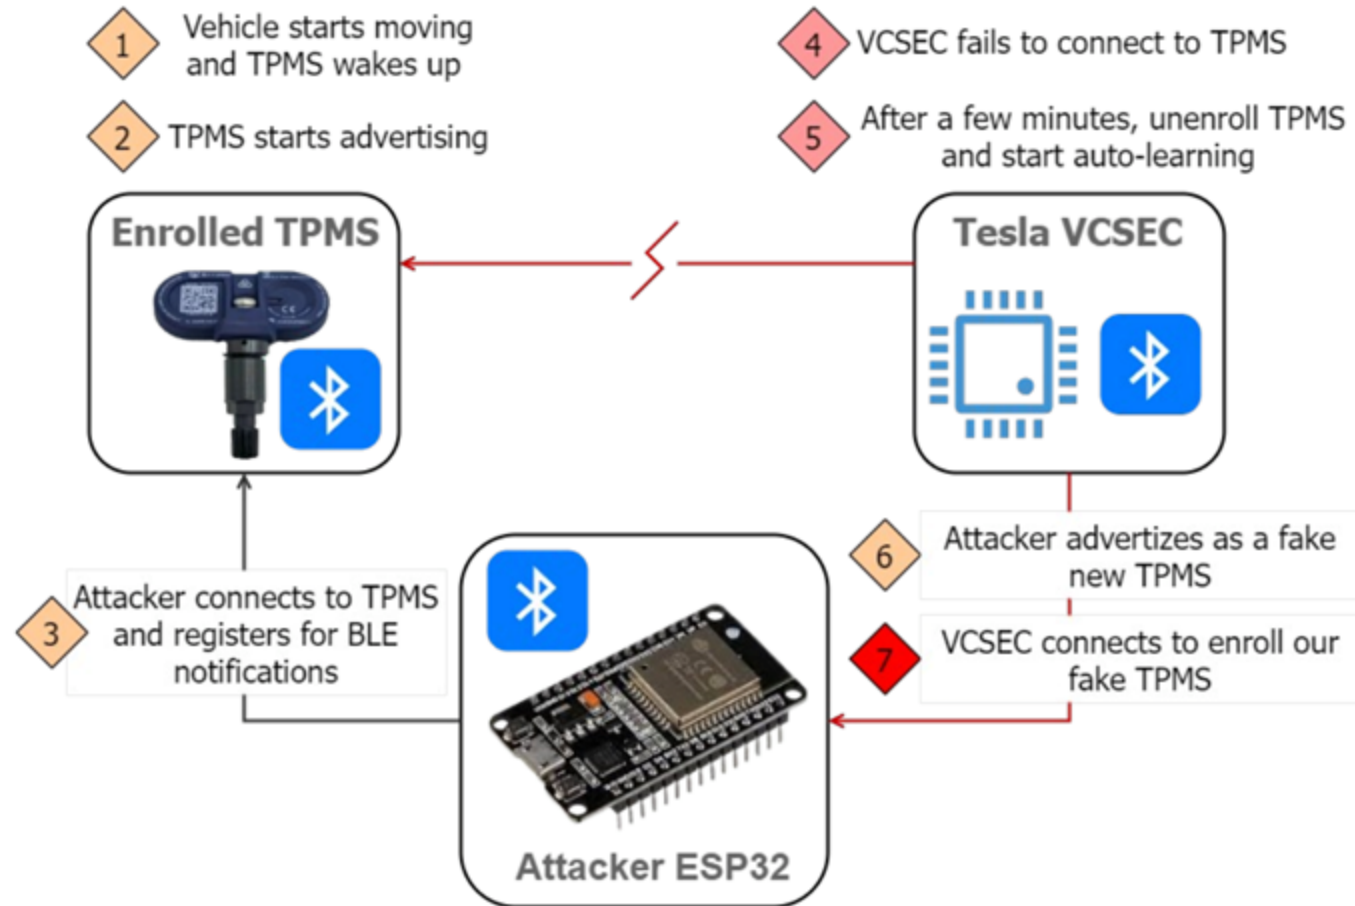 1
Vehicle starts moving
and TPMS wakes up
2
TPMS starts advertising
4
VCSEC fails to connect to TPMS
5
After a few minutes, unenroll TPMS
and start auto-learning
Enrolled TPMS
CE
Tesla VCSEC
3
Attacker connects to TPMS
and registers for BLE
notifications
6
Attacker advertizes as a fake
new TPMS
7
VCSEC connects to enroll our
fake TPMS
Attacker ESP32